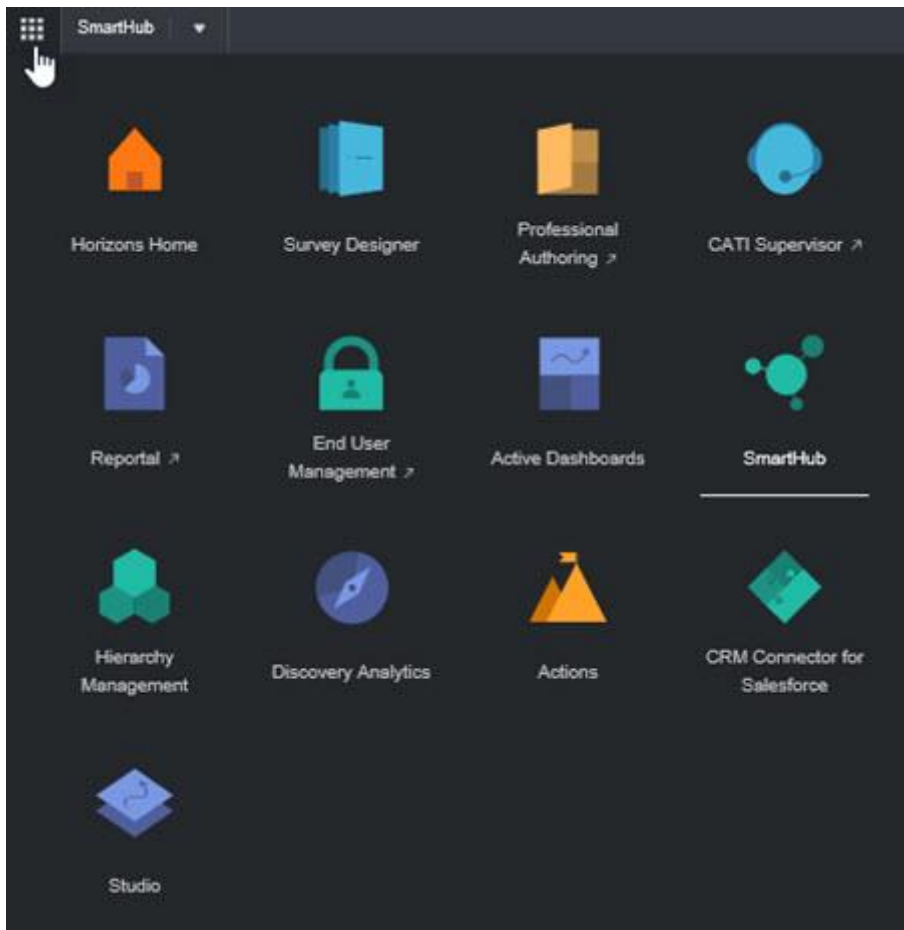 SmartHub
Horizons Home
Survey Designer
Professional
Authoring ↗
CATI Supervisor ↗
Reportal ↗
End User
Management ↗
Active Dashboards
SmartHub
Hierarchy
Management
Discovery Analytics
Actions
CRM Connector for
Salesforce
Studio